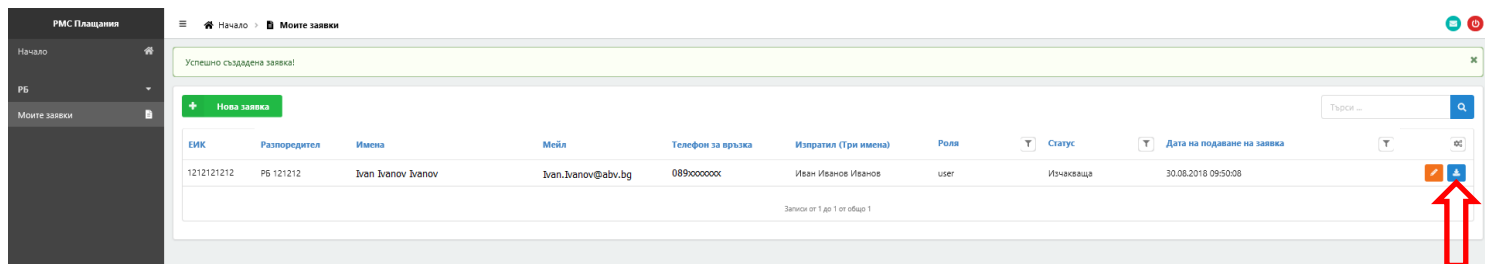 РМС Плащания
Начало > Моите заявки
Начало
Успешно създадена заявка!
РБ
Моите заявки
Нова заявка
Търси ...
ЕИК Разпоредител Имена Мейл Телефон за връзка Изпратил (Три имена) Роля Статус Дата на подаване на заявка
1212121212 РБ 121212 Ivan Ivanov Ivanov Ivan.Ivanov@abv.bg 089xxxxxxx Иван Иванов Иванов user Изчакваща 30.08.2018 09:50:08
Записи от 1 до 1 от общо 1